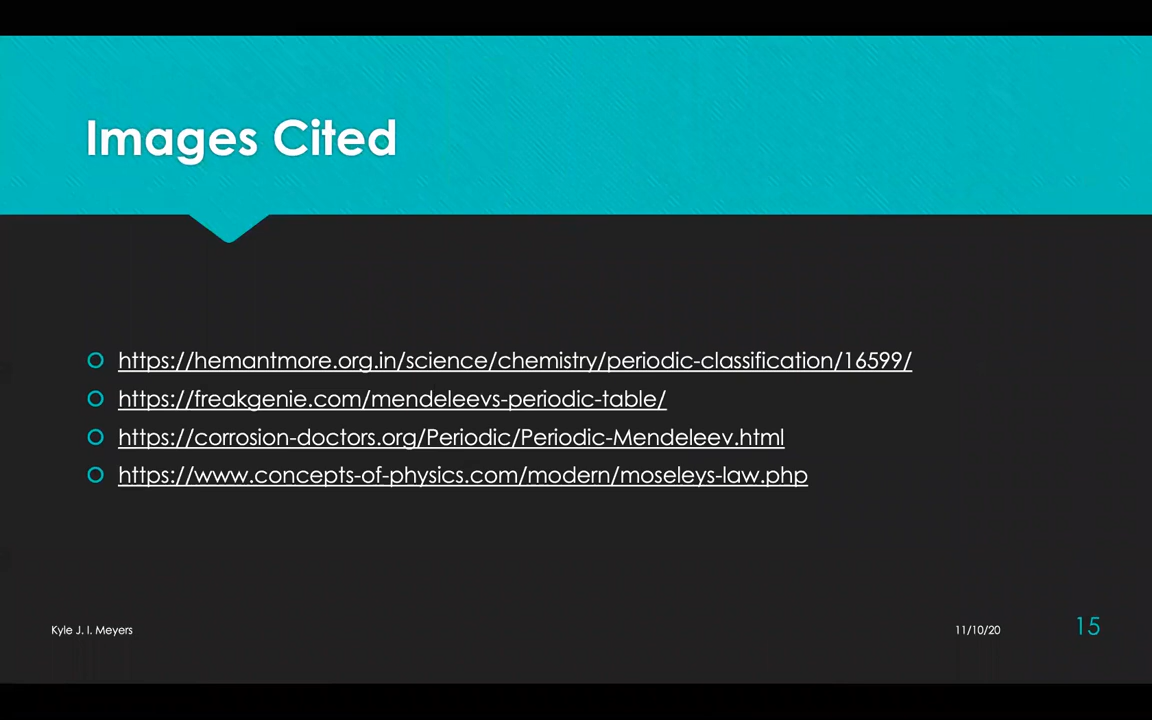 Images Cited
https://hemantmore.org.in/science/chemistry/periodic-classification/16599/
https://freakgenie.com/mendeleevs-periodic-table/
https://corrosion-doctors.org/Periodic/Periodic-Mendeleev.html
https://www.concepts-of-physics.com/modern/moseleys-law.php
Kyle J. I. Meyers
11/10/20
15